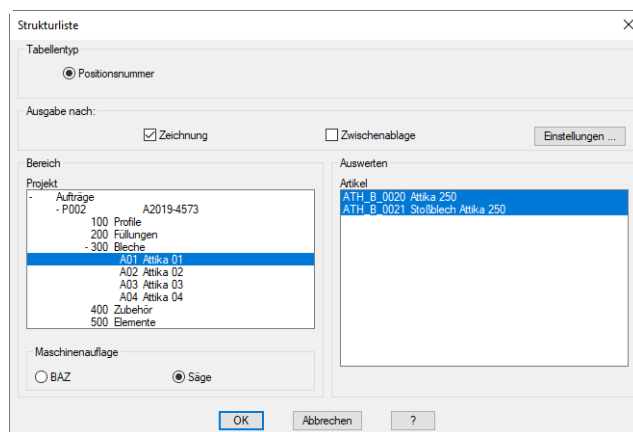 Strukturliste
Tabellentyp
Positionsnummer
Ausgabe nach:
Zeichnung
Zwischenablage
Einstellungen ...
Bereich
Projekt
- Aufträge
- P002 A2019-4573
100 Profile
200 Füllungen
- 300 Bleche
A01 Attika 01
A02 Attika 02
A03 Attika 03
A04 Attika 04
400 Zubehör
500 Elemente
Maschinenauflage
BAZ
Säge
Auswerten
Artikel
ATH_B_0020 Attika 250
ATH_B_0021 Stoßblech Attika 250
OK
Abbrechen
?